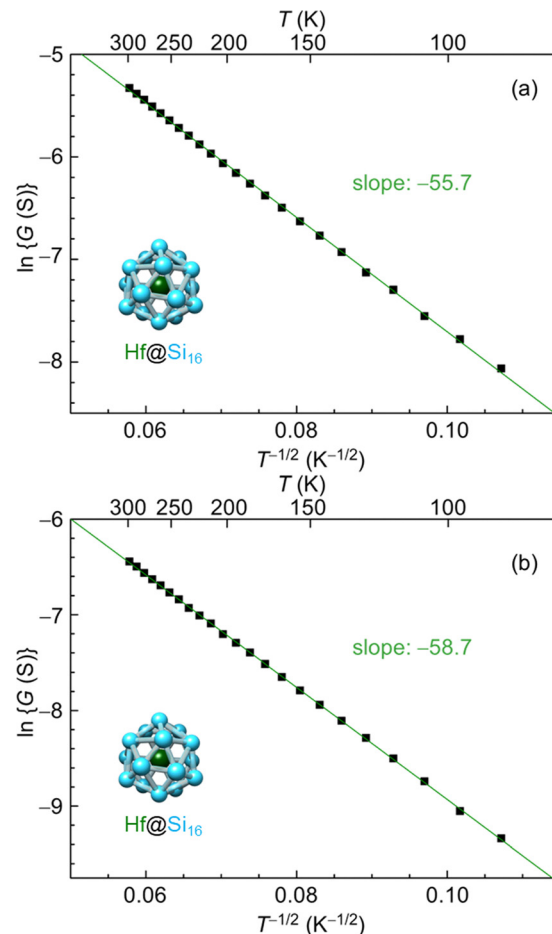 T (K)
300 250 200 150 100
(a)
−5
−6
−7
−8
ln {G (S)}
slope: −55.7
Hf@Si₁₆
0.06 0.08 0.10
T⁻¹/² (K⁻¹/²)
T (K)
300 250 200 150 100
(b)
−6
−7
−8
−9
ln {G (S)}
slope: −58.7
Hf@Si₁₆
0.06 0.08 0.10
T⁻¹/² (K⁻¹/²)